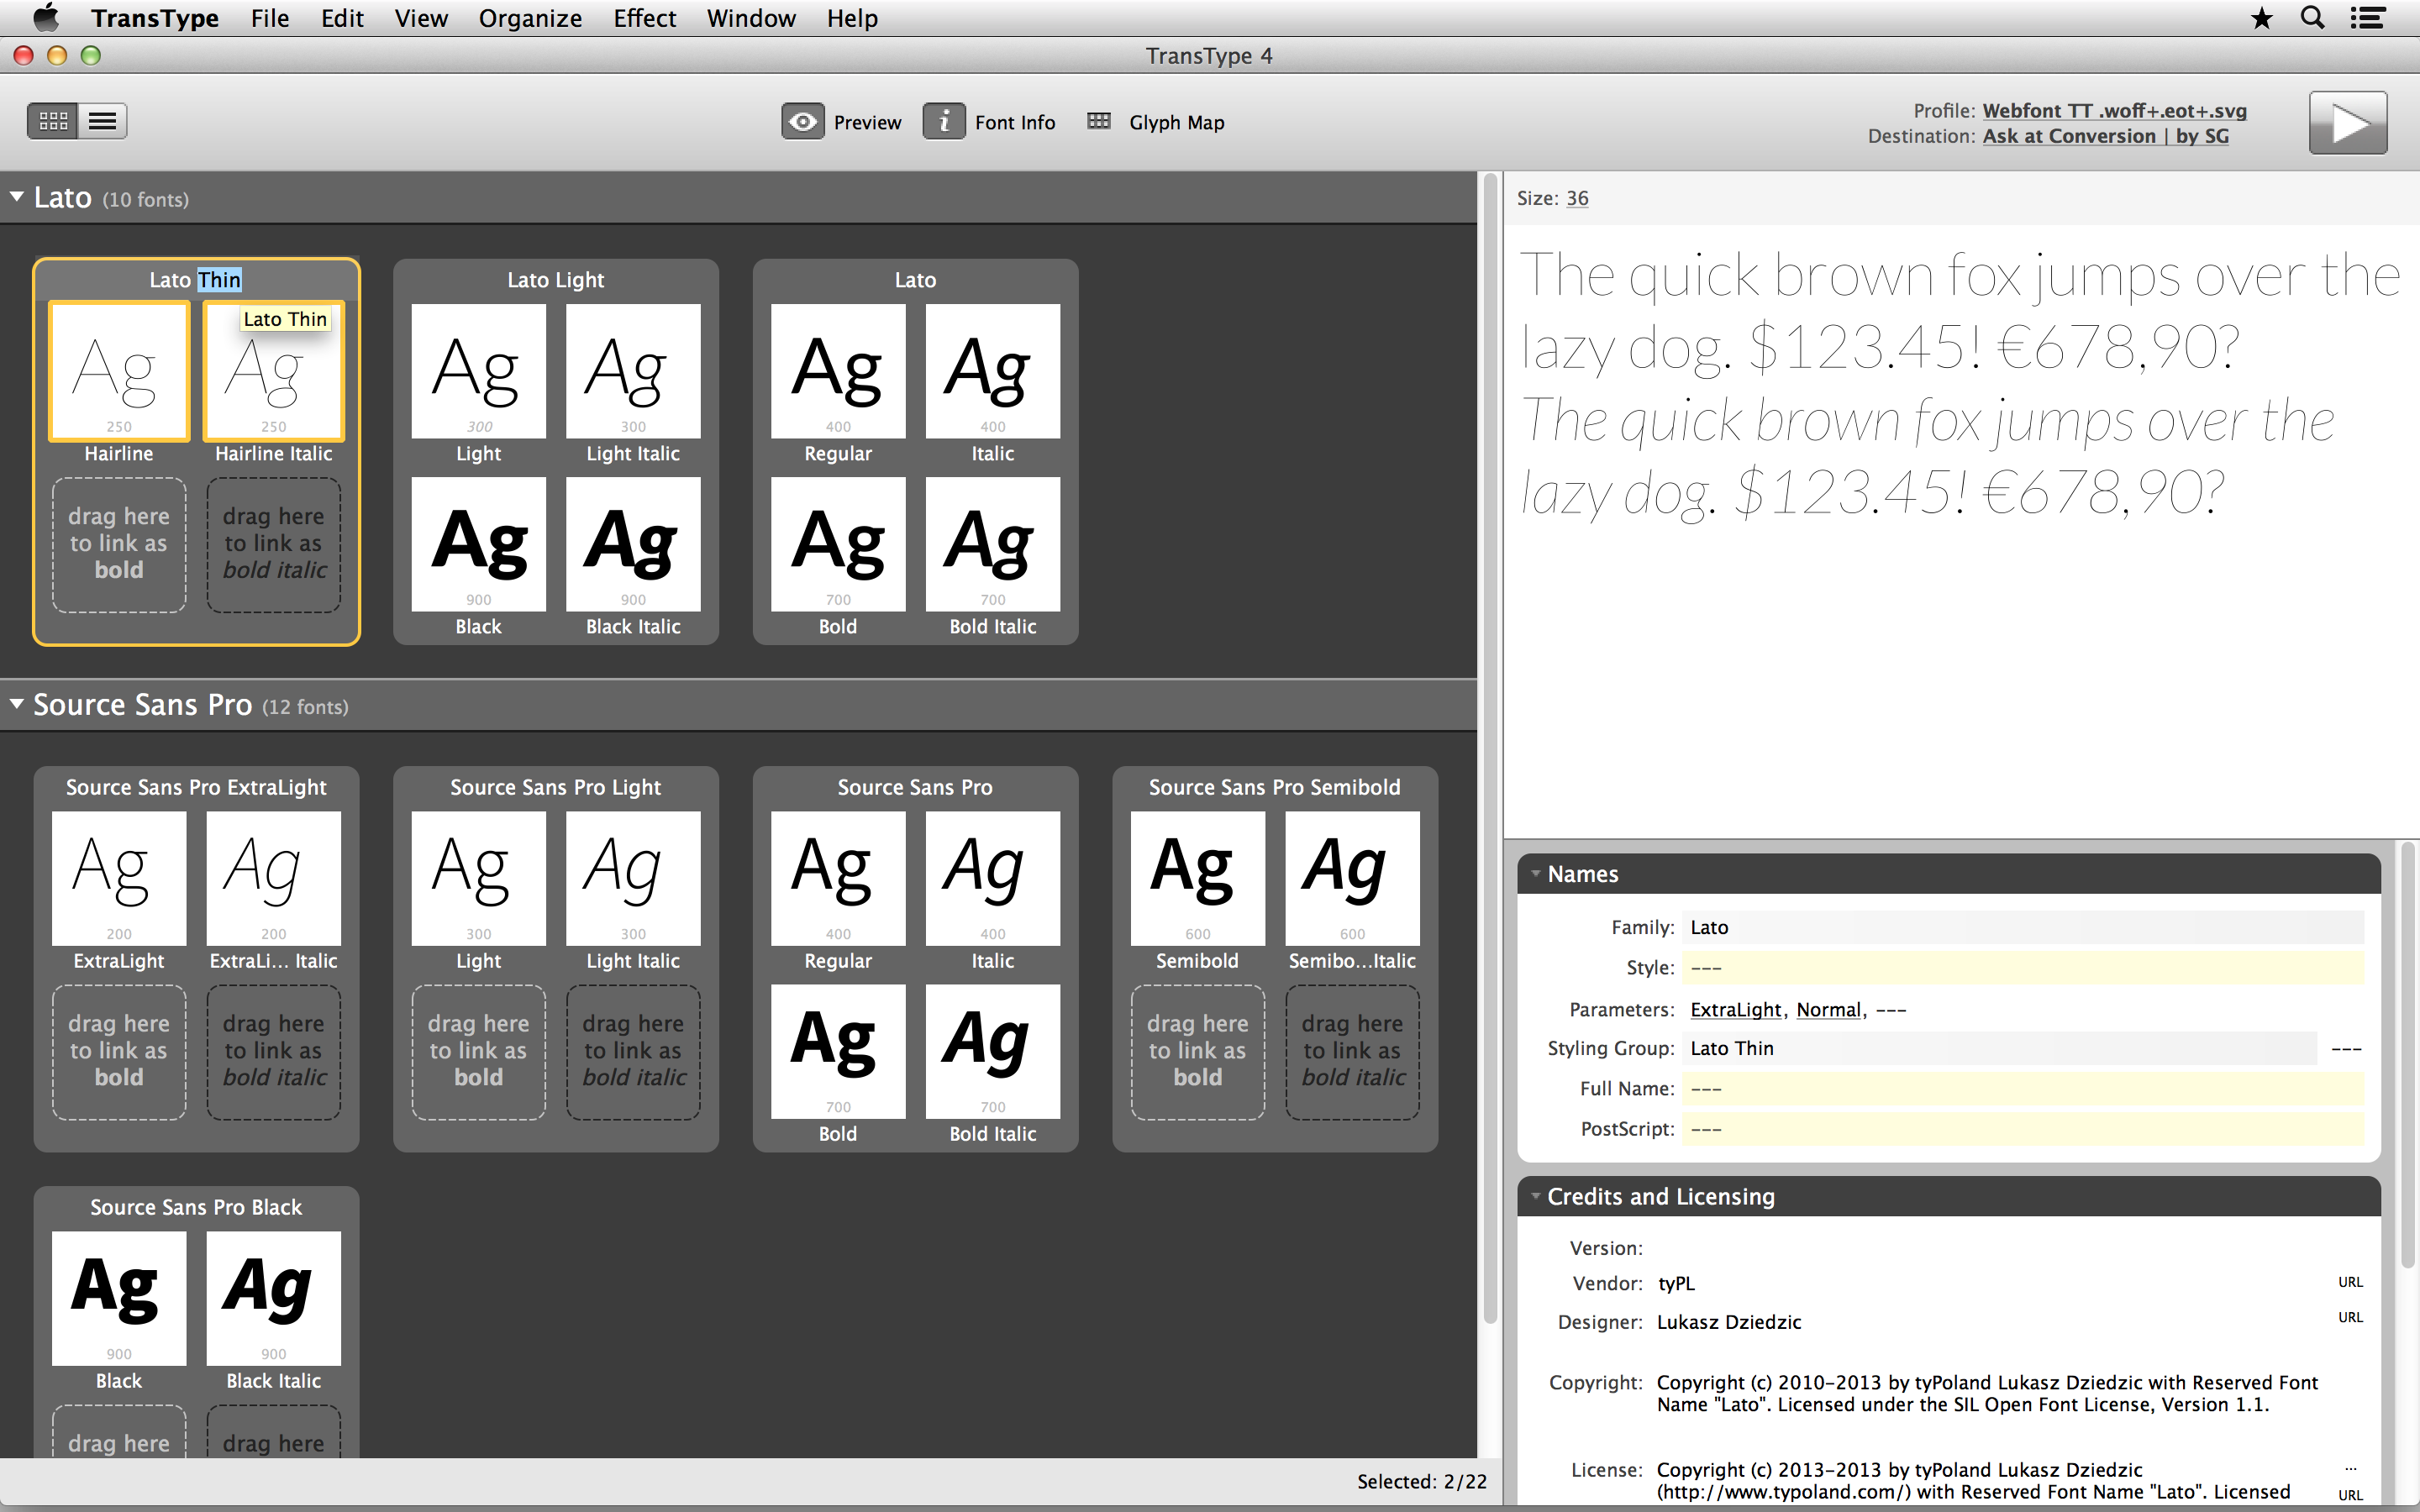 TransType File Edit View Organize Effect Window Help
TransType 4
Preview Font Info Glyph Map
Profile: Webfont TT .woff+.eot+.svg
Destination: Ask at Conversion | by SG
Lato (10 fonts)
Lato Thin
Lato Thin
Ag Ag
250 250
Hairline Hairline Italic
drag here to link as bold
drag here to link as bold italic
Lato Light
Ag Ag
300 300
Light Light Italic
Ag Ag
900 900
Black Black Italic
Lato
Ag Ag
400 400
Regular Italic
Ag Ag
700 700
Bold Bold Italic
Source Sans Pro (12 fonts)
Source Sans Pro ExtraLight
Ag Ag
200 200
ExtraLight ExtraLi... Italic
drag here to link as bold
drag here to link as bold italic
Source Sans Pro Light
Ag Ag
300 300
Light Light Italic
drag here to link as bold
drag here to link as bold italic
Source Sans Pro
Ag Ag
400 400
Regular Italic
Ag Ag
700 700
Bold Bold Italic
Source Sans Pro Semibold
Ag Ag
600 600
Semibold Semibo...Italic
drag here to link as bold
drag here to link as bold italic
Source Sans Pro Black
Ag Ag
900 900
Black Black Italic
drag here drag here
Selected: 2/22
Size: 36
The quick brown fox jumps over the
lazy dog. $123.45! €678,90?
The quick brown fox jumps over the
lazy dog. $123.45! €678,90?
Names
Family: Lato
Style: ---
Parameters: ExtraLight, Normal, ---
Styling Group: Lato Thin ---
Full Name: ---
PostScript: ---
Credits and Licensing
Version:
Vendor: tyPL URL
Designer: Lukasz Dziedzic URL
Copyright: Copyright (c) 2010-2013 by tyPoland Lukasz Dziedzic with Reserved Font
Name "Lato". Licensed under the SIL Open Font License, Version 1.1.
License: Copyright (c) 2013-2013 by tyPoland Lukasz Dziedzic ...
(http://www.typoland.com/) with Reserved Font Name "Lato". Licensed URL